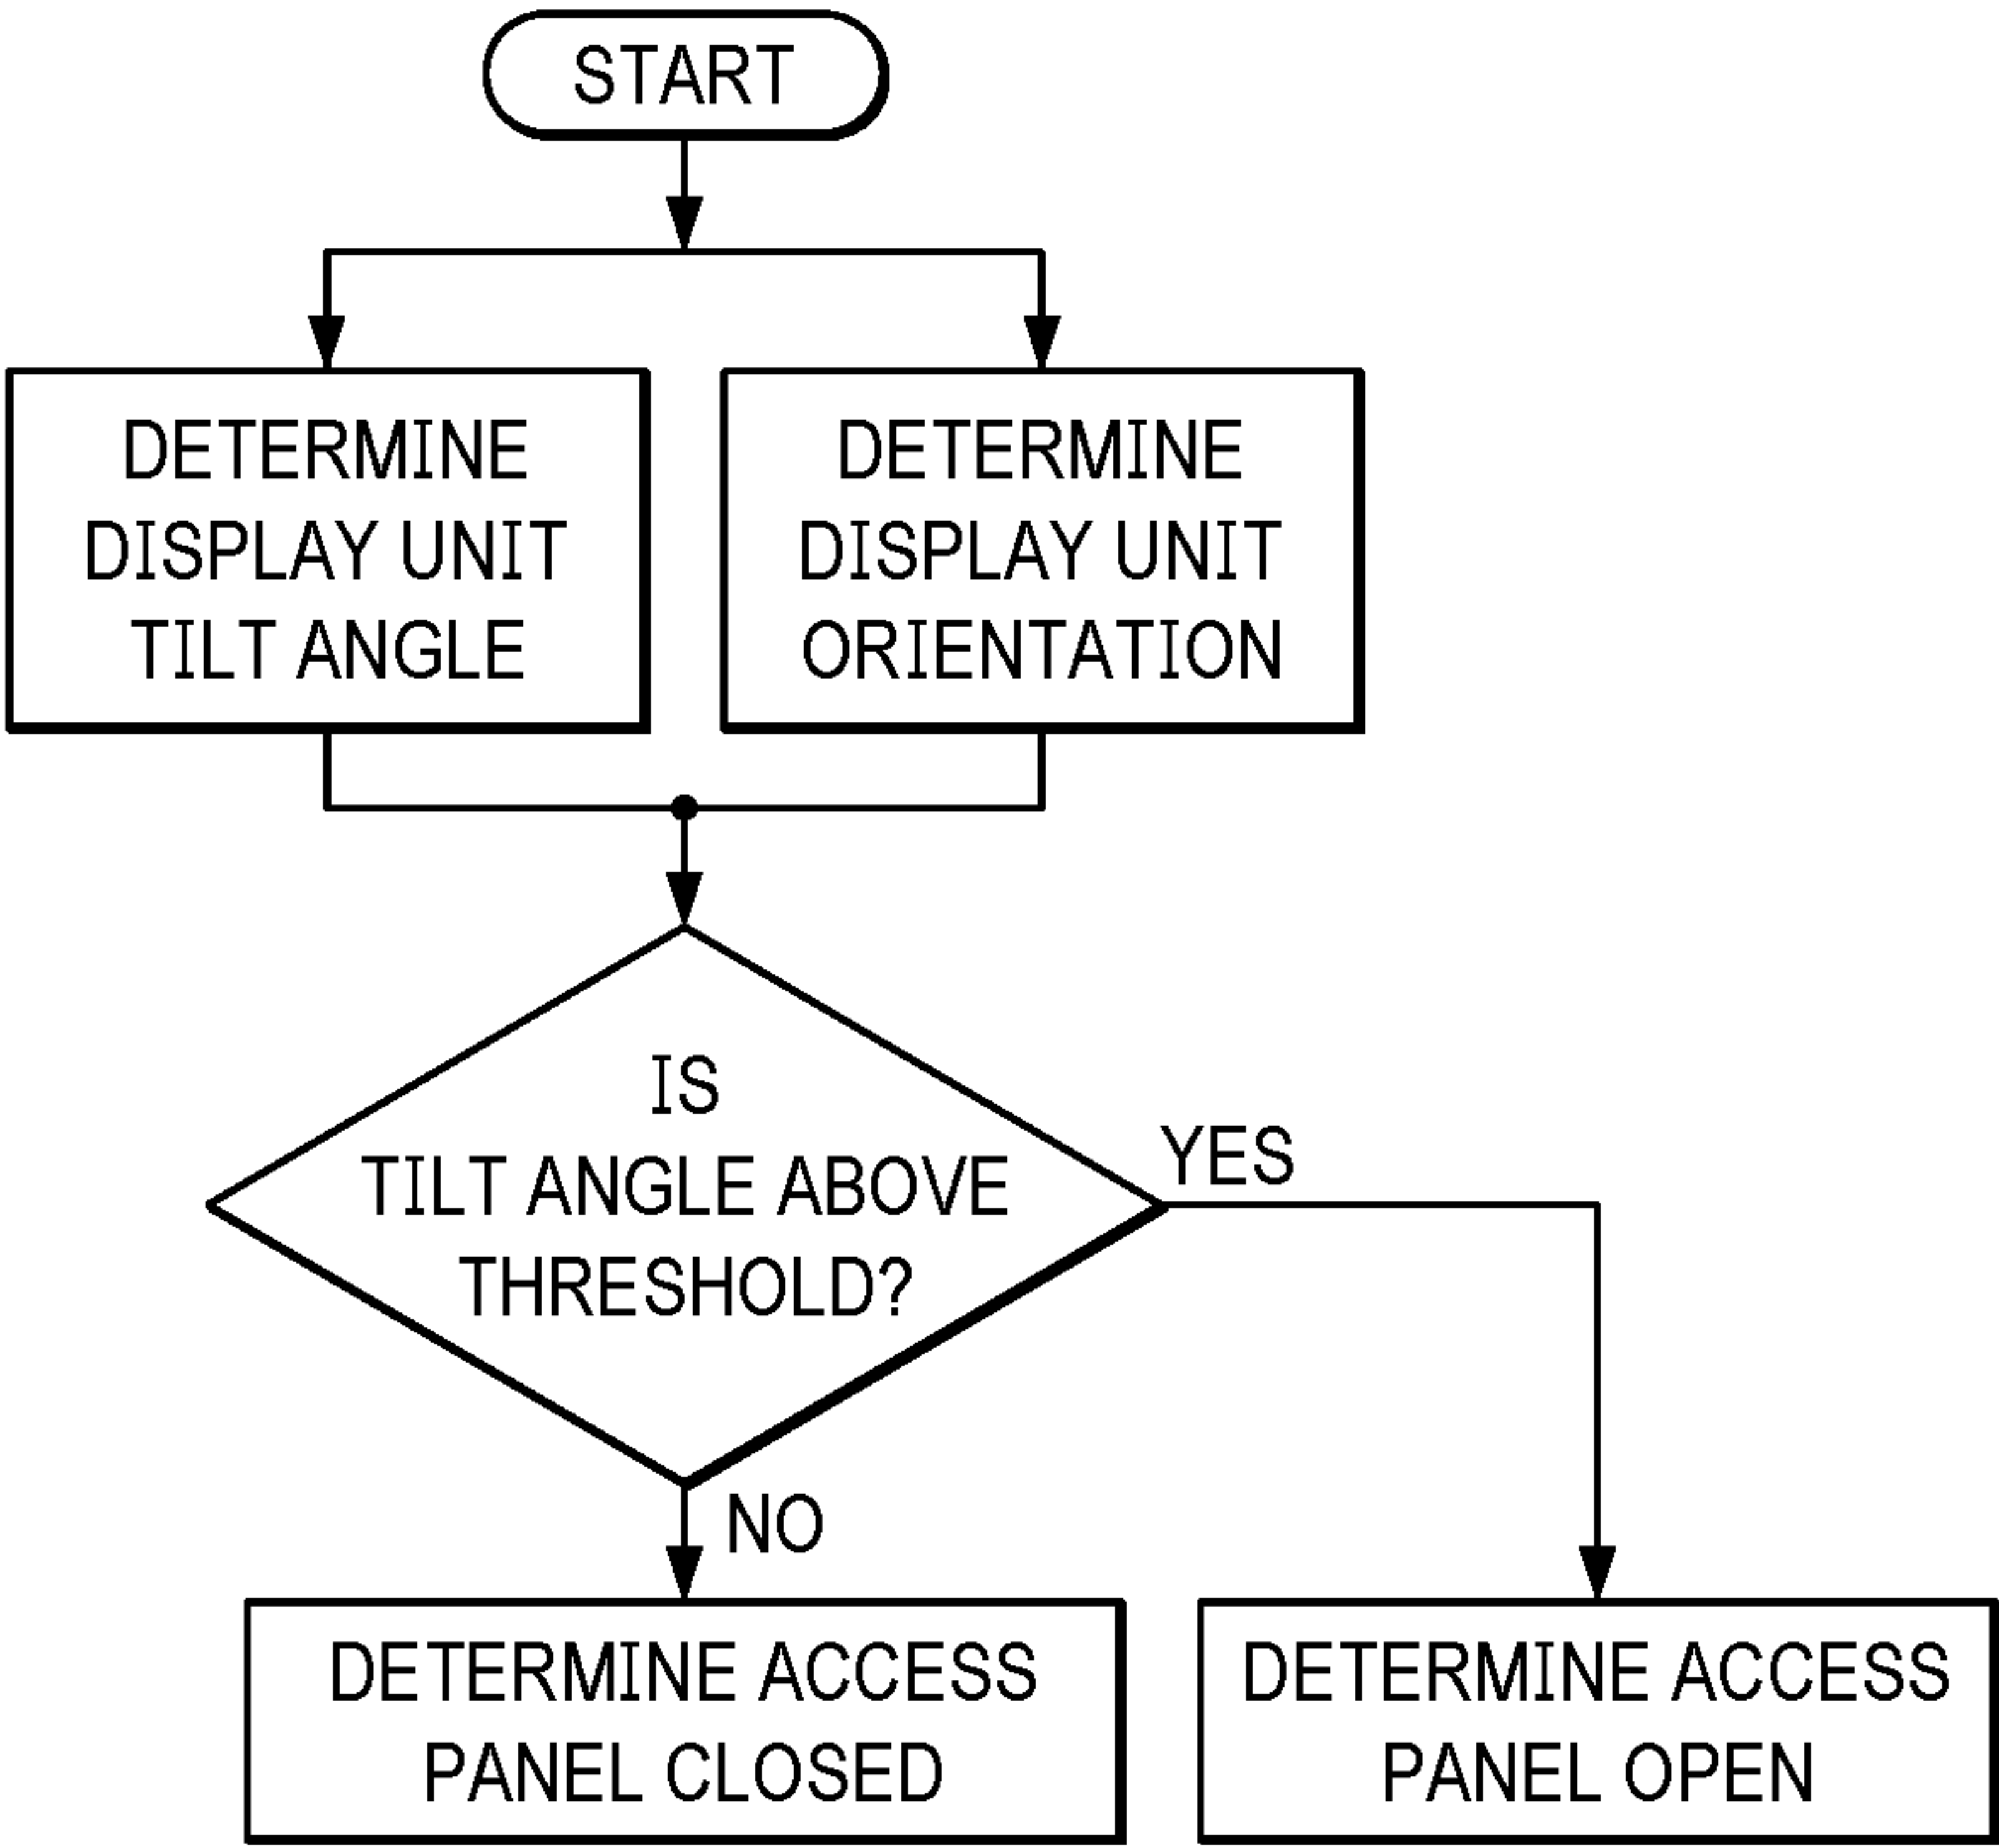 START
DETERMINE
DISPLAY UNIT
TILT ANGLE
DETERMINE
DISPLAY UNIT
ORIENTATION
IS
TILT ANGLE ABOVE
THRESHOLD?
YES
NO
DETERMINE ACCESS
PANEL CLOSED
DETERMINE ACCESS
PANEL OPEN